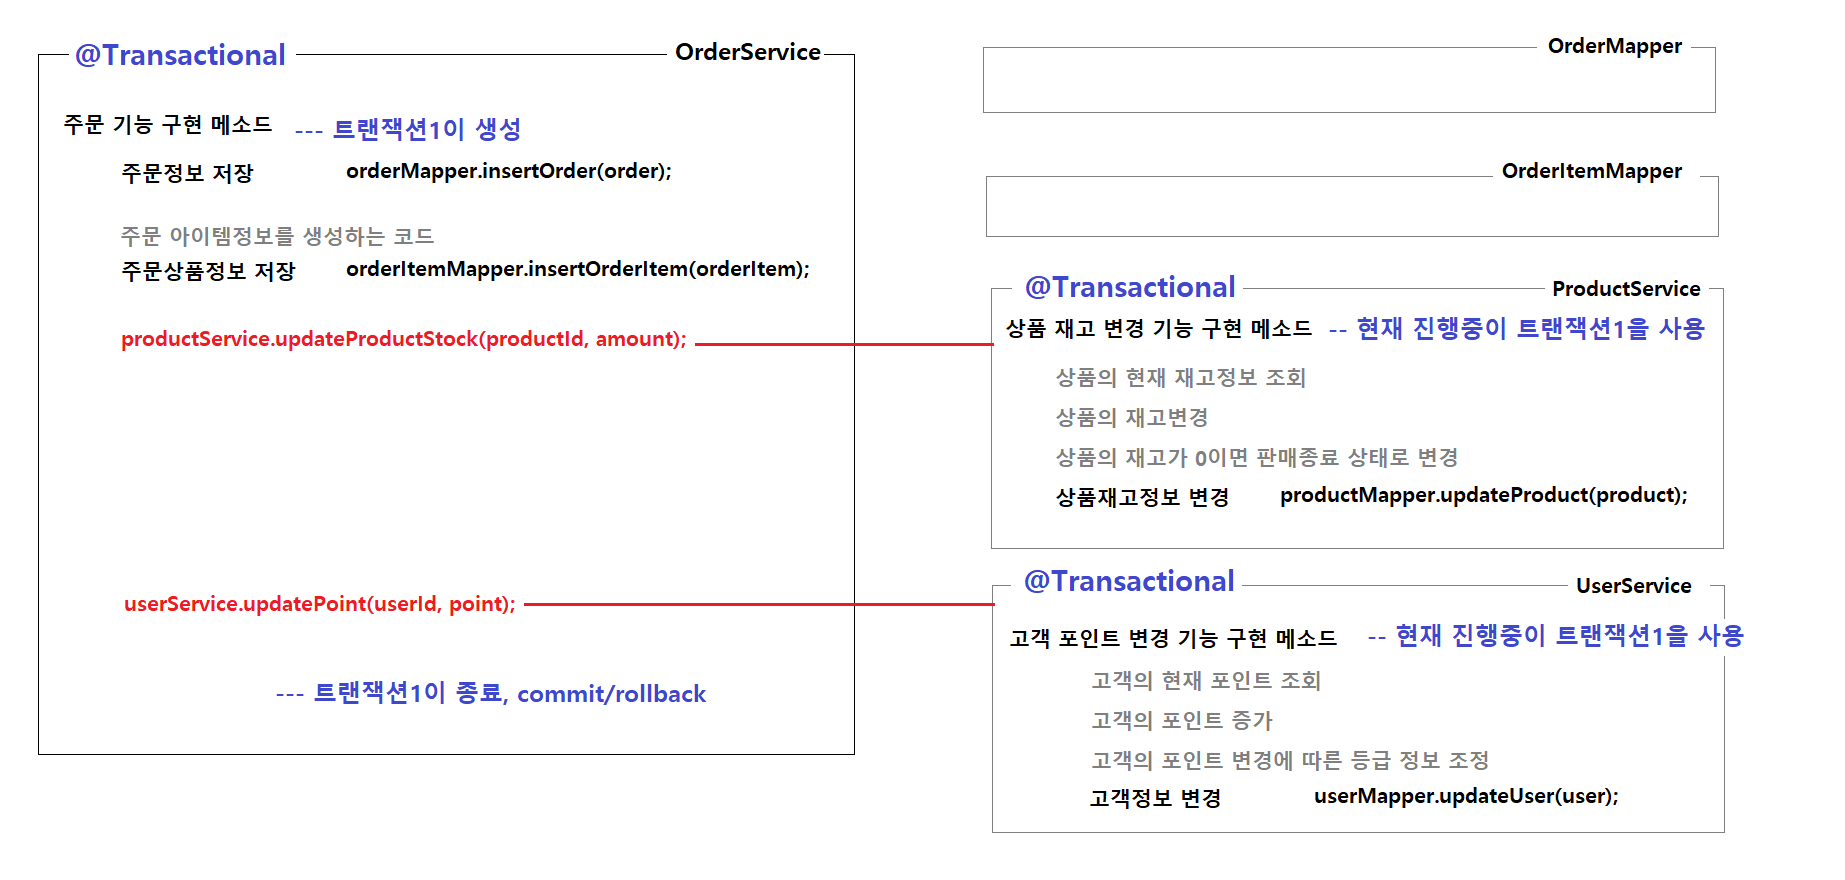 @Transactional
OrderService
주문 기능 구현 메소드 --- 트랜잭션1이 생성
주문정보 저장 orderMapper.insertOrder(order);
주문 아이템정보를 생성하는 코드
주문상품정보 저장 orderItemMapper.insertOrderItem(orderItem);
productService.updateProductStock(productId, amount);
userService.updatePoint(userId, point);
--- 트랜잭션1이 종료, commit/rollback
OrderMapper
OrderItemMapper
@Transactional
ProductService
상품 재고 변경 기능 구현 메소드 -- 현재 진행중이 트랜잭션1을 사용
상품의 현재 재고정보 조회
상품의 재고변경
상품의 재고가 0이면 판매종료 상태로 변경
상품재고정보 변경 productMapper.updateProduct(product);
@Transactional
UserService
고객 포인트 변경 기능 구현 메소드 -- 현재 진행중이 트랜잭션1을 사용
고객의 현재 포인트 조회
고객의 포인트 증가
고객의 포인트 변경에 따른 등급 정보 조정
고객정보 변경 userMapper.updateUser(user);